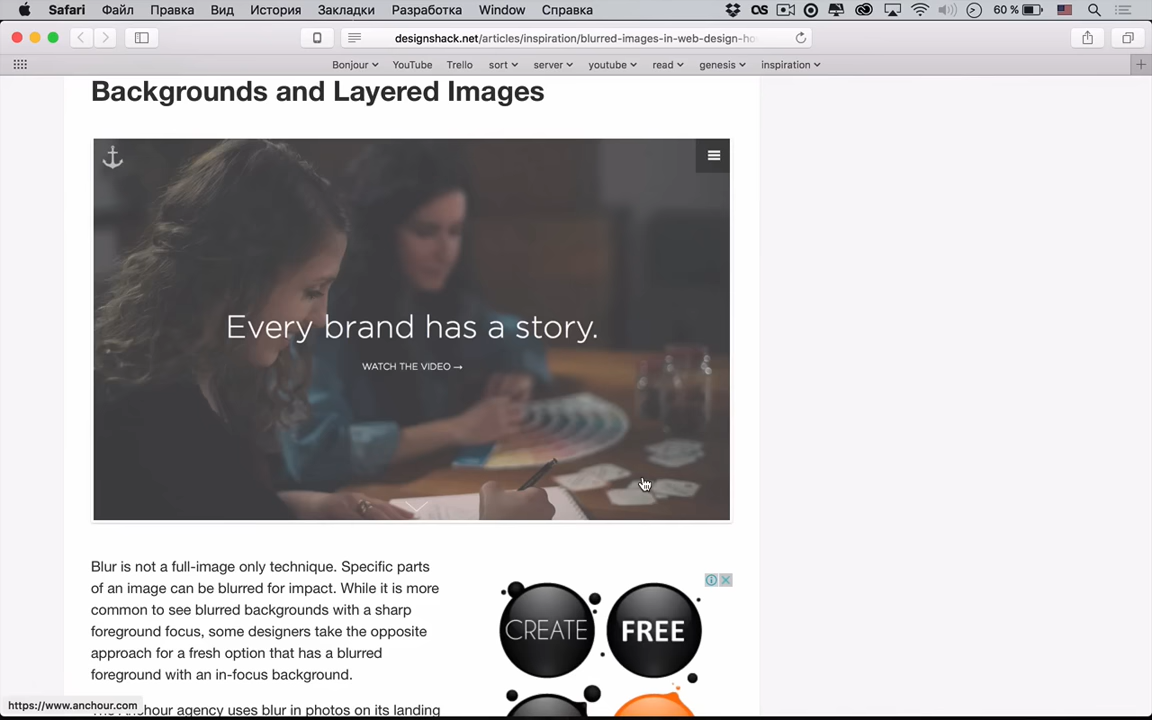 Safari Файл Правка Вид История Закладки Разработка Window Справка 60 %
designshack.net/articles/inspiration/blurred-images-in-web-design-ho
Bonjour YouTube Trello sort server youtube read genesis inspiration
Backgrounds and Layered Images
Every brand has a story.
WATCH THE VIDEO →
Blur is not a full-image only technique. Specific parts
of an image can be blurred for impact. While it is more
common to see blurred backgrounds with a sharp
foreground focus, some designers take the opposite
approach for a fresh option that has a blurred
foreground with an in-focus background.
The Anchour agency uses blur in photos on its landing
CREATE FREE
https://www.anchour.com